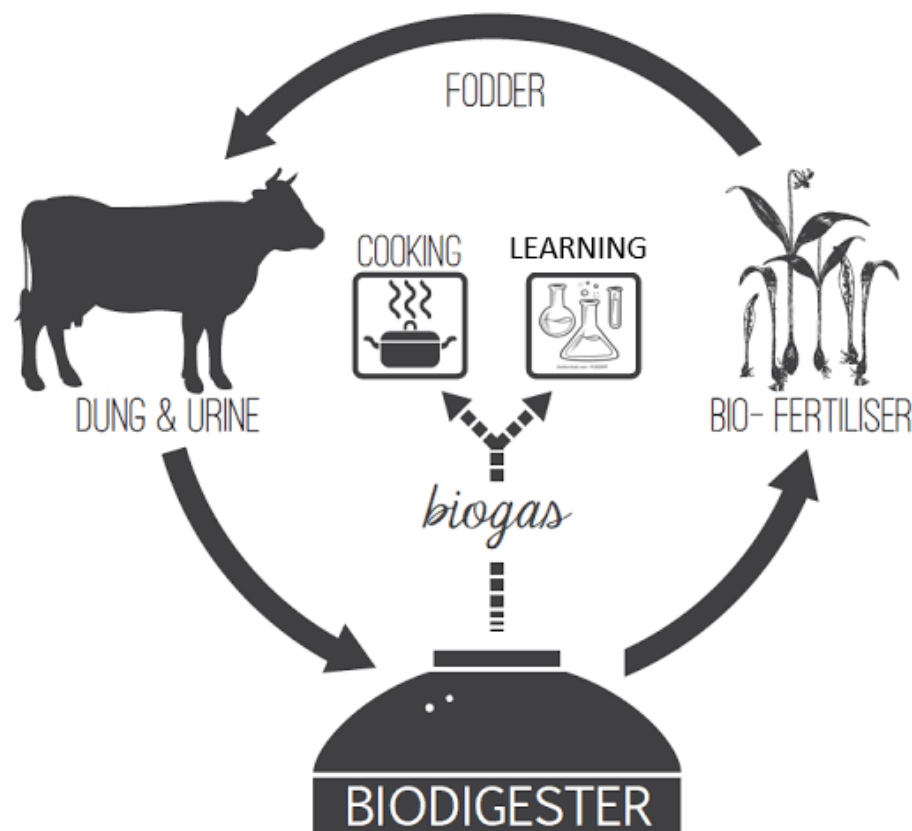 FODDER
COOKING
LEARNING
DUNG & URINE
BIO- FERTILISER
biogas
BIODIGESTER